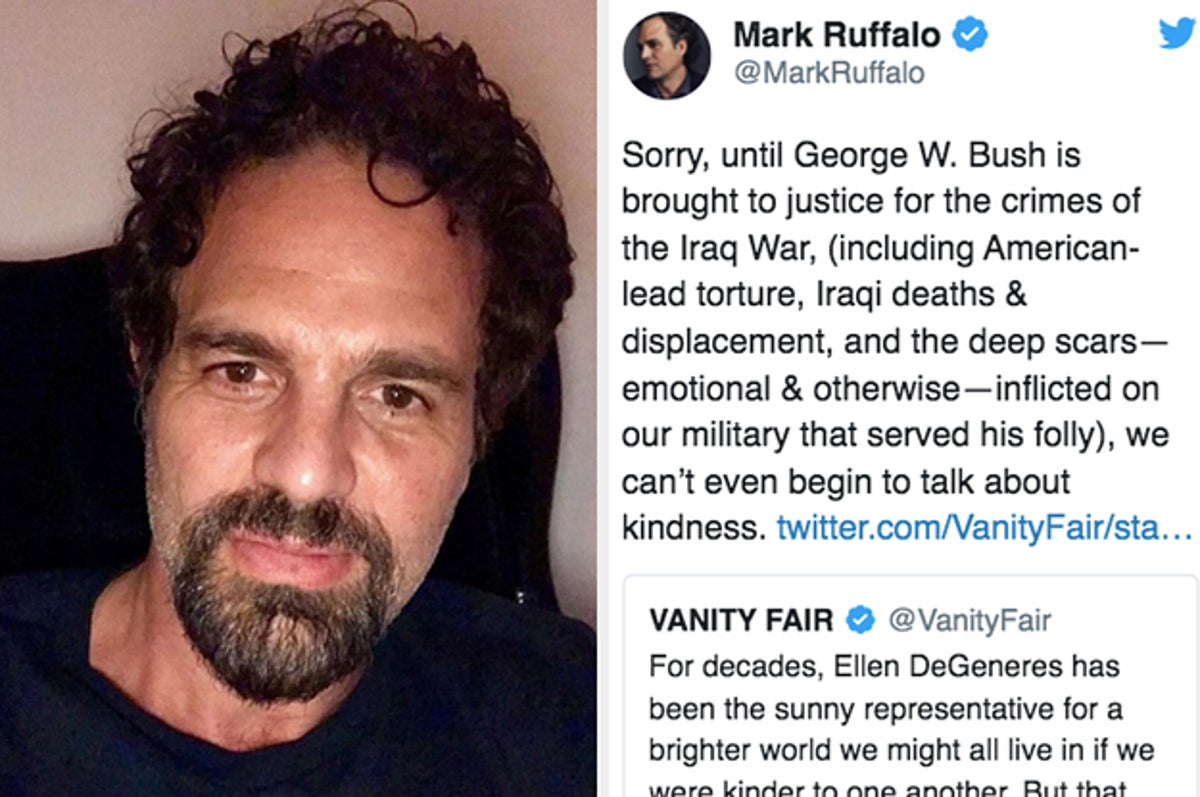 Mark Ruffalo
@MarkRuffalo
Sorry, until George W. Bush is
brought to justice for the crimes of
the Iraq War, (including American-
lead torture, Iraqi deaths &
displacement, and the deep scars—
emotional & otherwise—inflicted on
our military that served his folly), we
can’t even begin to talk about
kindness. twitter.com/VanityFair/sta…
VANITY FAIR @VanityFair
For decades, Ellen DeGeneres has
been the sunny representative for a
brighter world we might all live in if we
were kinder to one another. But that